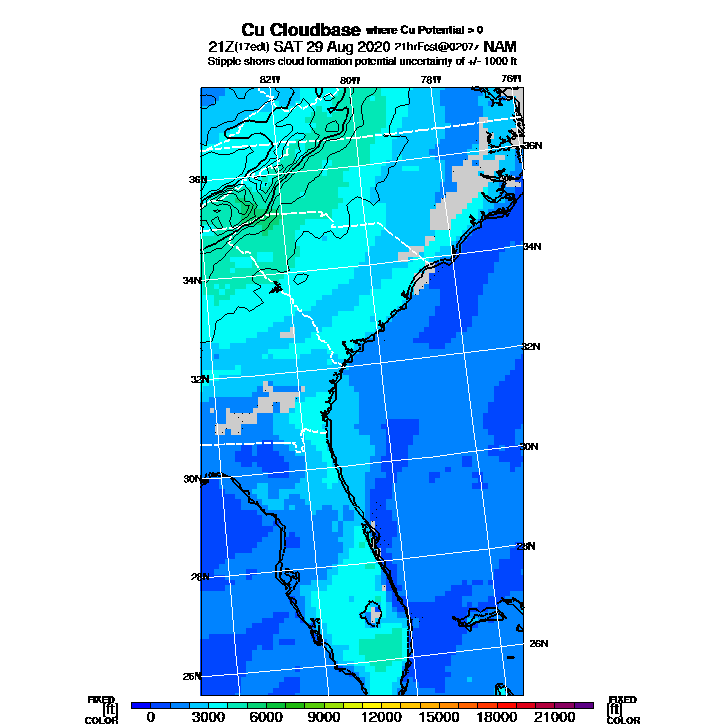 Cu Cloudbase where Cu Potential > 0
21Z(17edt) SAT 29 Aug 2020 21hrFcst@0207z NAM
Stipple shows cloud formation potential uncertainty of +/- 1000 ft
82W 80W 78W 76W
36N
36N
34N
34N
32N
32N
30N
30N
28N
28N
26N
26N
FIXED FIXED
[ft] [ft]
COLOR 0 3000 6000 9000 12000 15000 18000 21000 COLOR